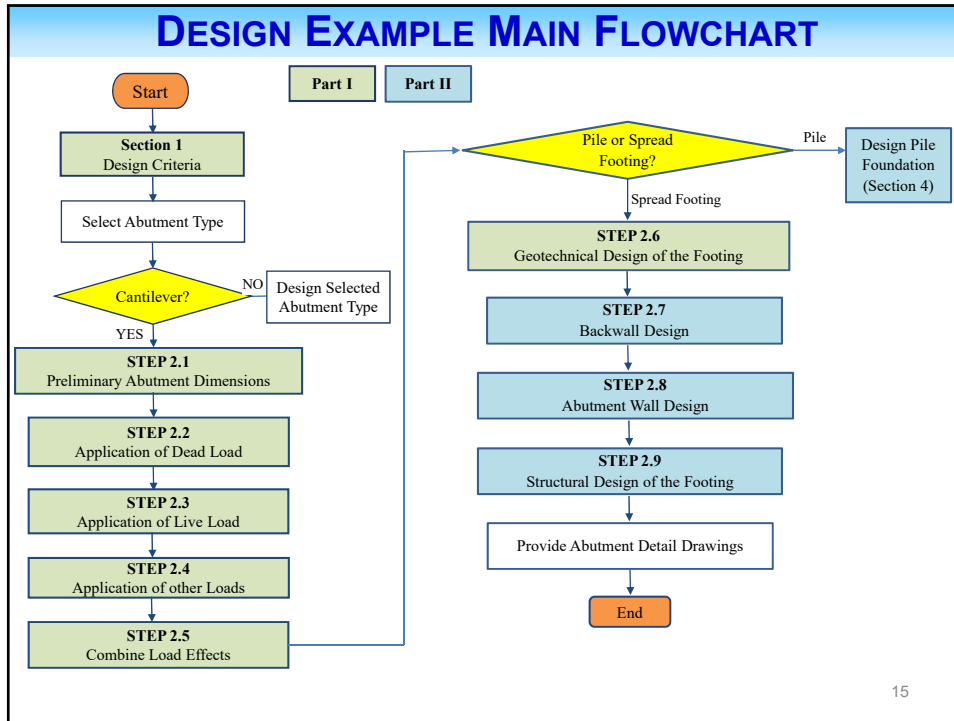 DESIGN EXAMPLE MAIN FLOWCHART
Part I
Part II
Start
Section 1
Design Criteria
Select Abutment Type
Cantilever?
NO
Design Selected
Abutment Type
YES
STEP 2.1
Preliminary Abutment Dimensions
STEP 2.2
Application of Dead Load
STEP 2.3
Application of Live Load
STEP 2.4
Application of other Loads
STEP 2.5
Combine Load Effects
Pile or Spread
Footing?
Pile
Design Pile
Foundation
(Section 4)
Spread Footing
STEP 2.6
Geotechnical Design of the Footing
STEP 2.7
Backwall Design
STEP 2.8
Abutment Wall Design
STEP 2.9
Structural Design of the Footing
Provide Abutment Detail Drawings
End
15